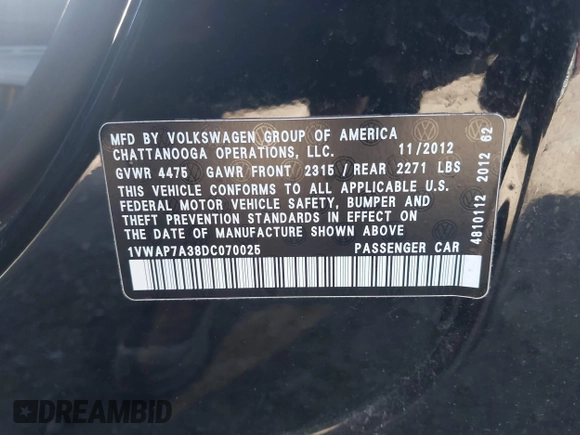 MFD BY VOLKSWAGEN GROUP OF AMERICA
CHATTANOOGA OPERATIONS, LLC. 11/2012
GVWR 4475 GAWR FRONT 2315 / REAR 2271 LBS
THIS VEHICLE CONFORMS TO ALL APPLICABLE U.S.
FEDERAL MOTOR VEHICLE SAFETY, BUMPER AND
THEFT PREVENTION STANDARDS IN EFFECT ON
THE DATE OF MANUFACTURE SHOWN ABOVE
1VWAP7A38DC070025 PASSENGER CAR
4810112 2012 62
DREAMBID